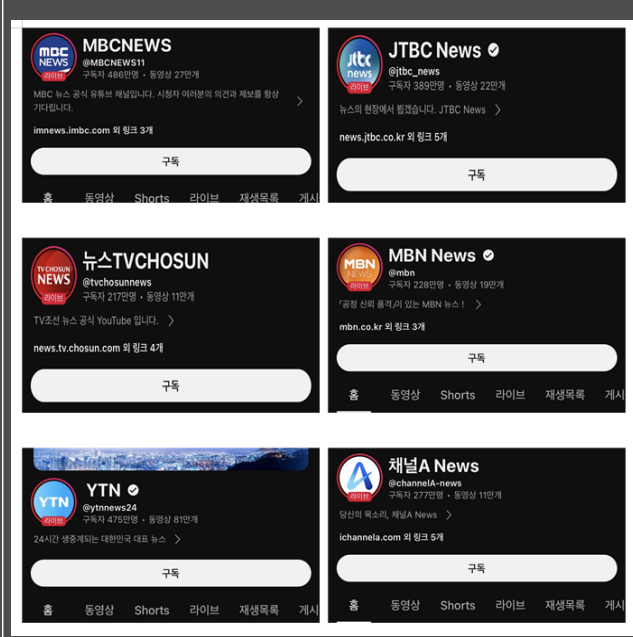 MBC
NEWS
라이브
MBCNEWS
@MBCNEWS11
구독자 486만명 • 동영상 27만개
MBC 뉴스 공식 유튜브 채널입니다. 시청자 여러분의 의견과 제보를 항상
기다립니다.
imnews.imbc.com 외 링크 3개
구독
홈 동영상 Shorts 라이브 재생목록 게시
jtbc
news
라이브
JTBC News
@jtbc_news
구독자 389만명 • 동영상 22만개
뉴스의 현장에서 뵙겠습니다. JTBC News
news.jtbc.co.kr 외 링크 5개
구독
TV CHOSUN
NEWS
라이브
뉴스TVCHOSUN
@tvchosunnews
구독자 217만명 • 동영상 11만개
TV조선 뉴스 공식 YouTube 입니다.
news.tv.chosun.com 외 링크 4개
구독
MBN
라이브
MBN News
@mbn
구독자 228만명 • 동영상 19만개
「공정 신뢰 품격」이 있는 MBN 뉴스 !
mbn.co.kr 외 링크 3개
구독
홈 동영상 Shorts 라이브 재생목록 게시
YTN
라이브
YTN
@ytnnews24
구독자 475만명 • 동영상 81만개
24시간 생중계되는 대한민국 대표 뉴스
구독
홈 동영상 Shorts 라이브 재생목록 게시
라이브
채널A News
@channelA-news
구독자 277만명 • 동영상 11만개
당신의 목소리, 채널A News
ichannela.com 외 링크 5개
구독
홈 동영상 Shorts 라이브 재생목록 게시